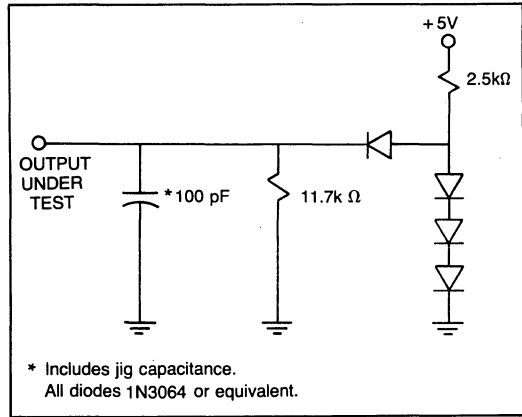 +5V
2.5kΩ
OUTPUT
UNDER
TEST
*100 pF
11.7k Ω
* Includes jig capacitance.
All diodes 1N3064 or equivalent.